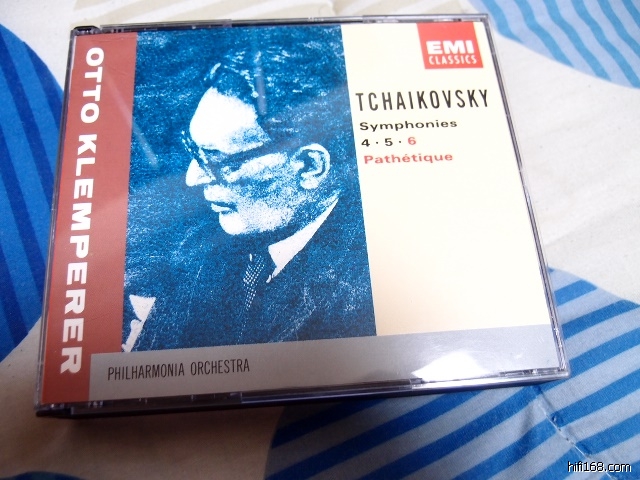 OTTO KLEMPERER
EMI
CLASSICS
TCHAIKOVSKY
Symphonies
4 · 5 · 6
Pathétique
PHILHARMONIA ORCHESTRA
hifi168.com